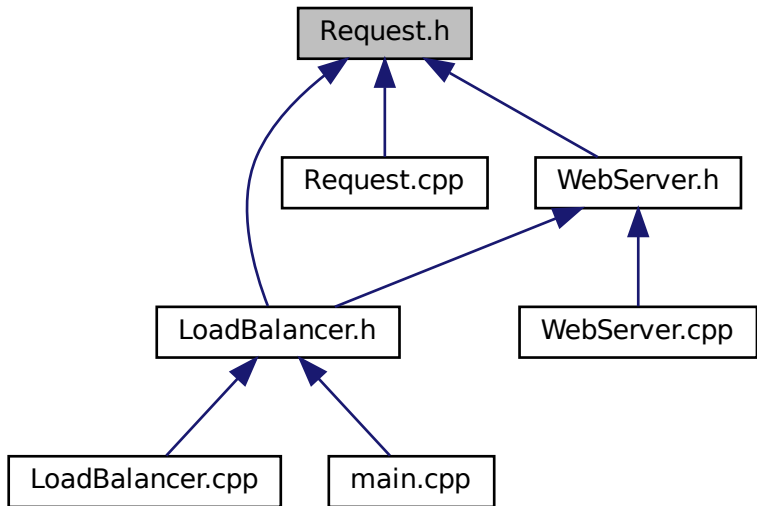 Request.h
Request.cpp
WebServer.h
LoadBalancer.h
WebServer.cpp
LoadBalancer.cpp
main.cpp